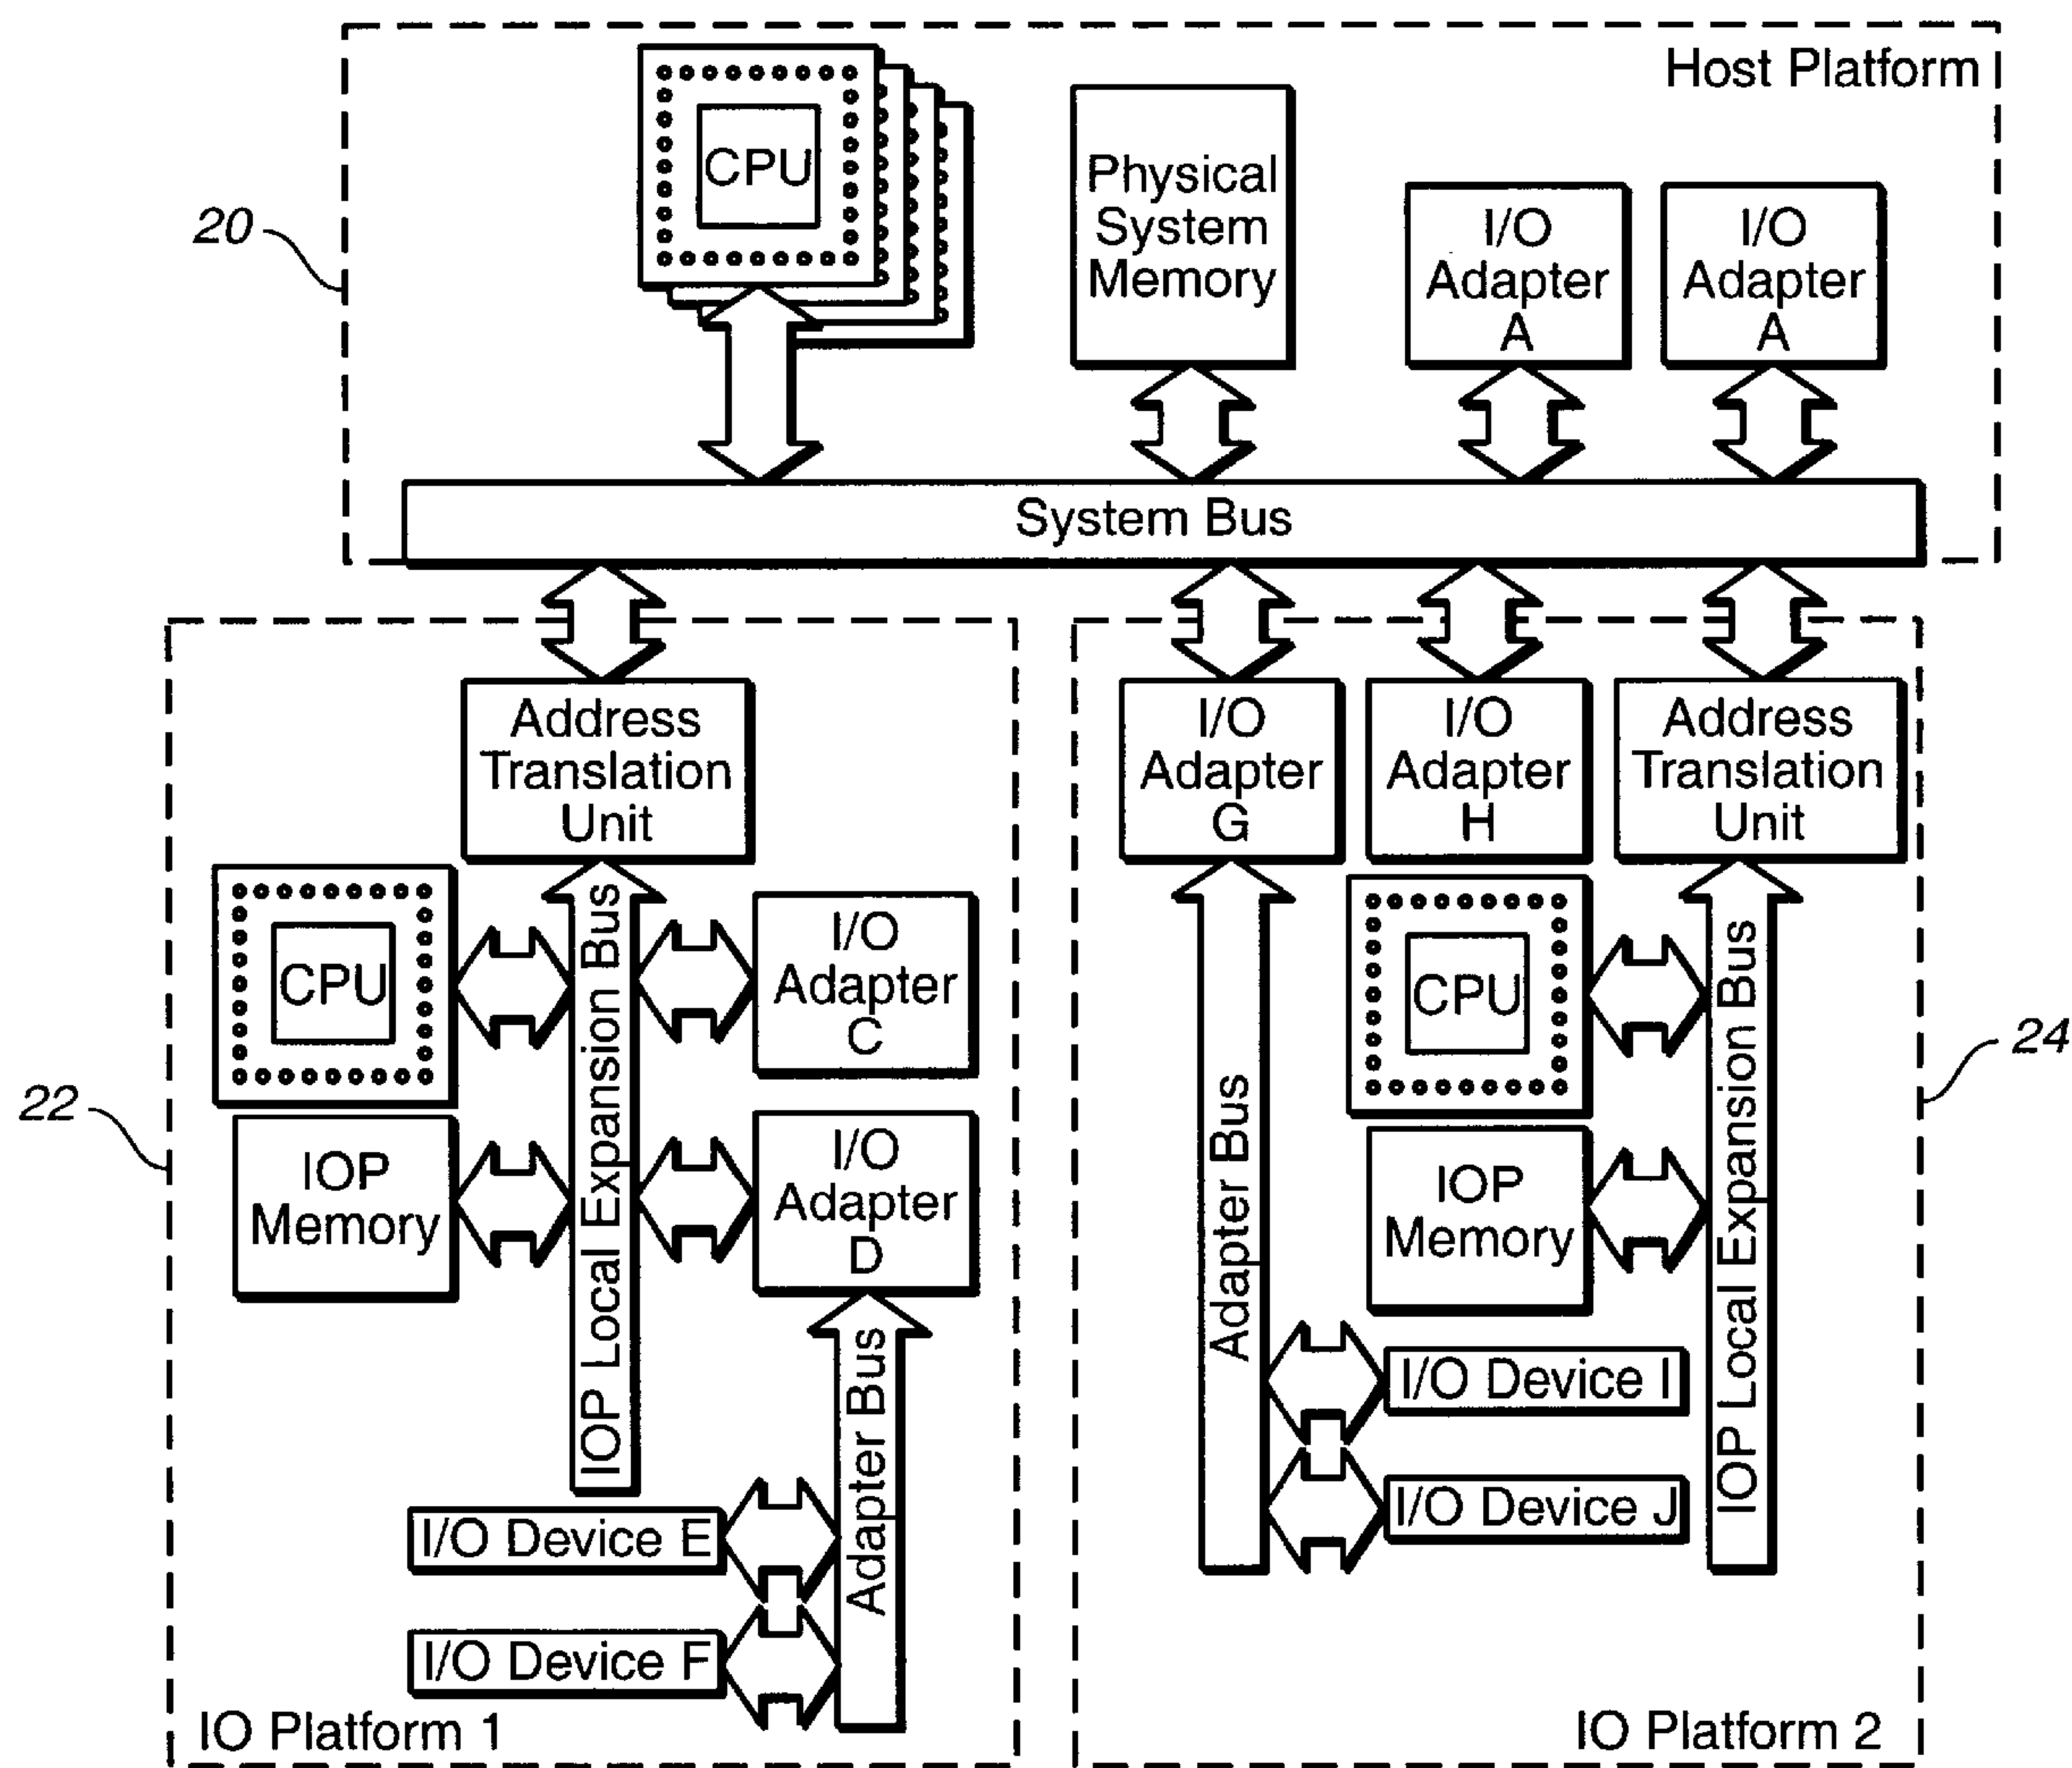 Host Platform
CPU
Physical
System
Memory
I/O
Adapter
A
I/O
Adapter
A
20
System Bus
Address
Translation
Unit
CPU
IOP Local Expansion Bus
I/O
Adapter
C
22
IOP
Memory
I/O
Adapter
D
Adapter Bus
I/O Device E
I/O Device F
IO Platform 1
I/O
Adapter
G
I/O
Adapter
H
Address
Translation
Unit
CPU
IOP Local Expansion Bus
24
Adapter Bus
IOP
Memory
I/O Device I
I/O Device J
IO Platform 2